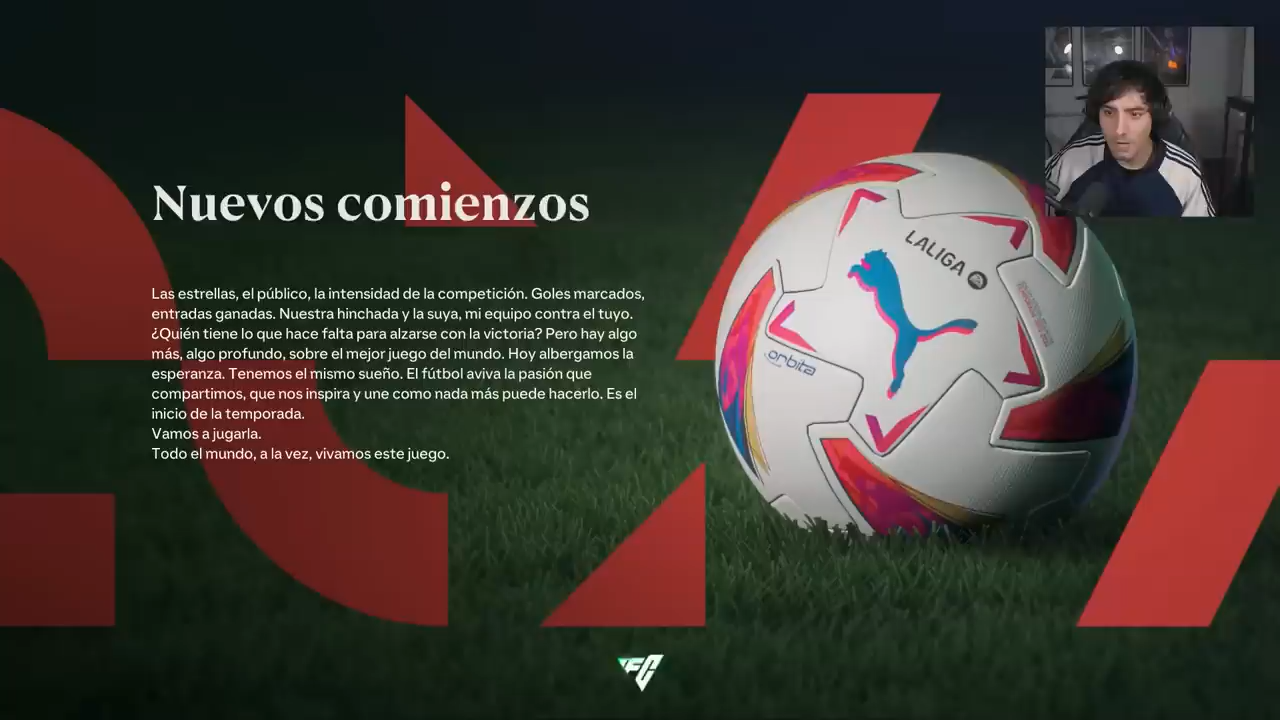 Nuevos comienzos
Las estrellas, el público, la intensidad de la competición. Goles marcados,
entradas ganadas. Nuestra hinchada y la suya, mi equipo contra el tuyo.
¿Quién tiene lo que hace falta para alzarse con la victoria? Pero hay algo
más, algo profundo, sobre el mejor juego del mundo. Hoy albergamos la
esperanza. Tenemos el mismo sueño. El fútbol aviva la pasión que
compartimos, que nos inspira y une como nada más puede hacerlo. Es el
inicio de la temporada.
Vamos a jugarla.
Todo el mundo, a la vez, vivamos este juego.
LALIGA
orbita
FC